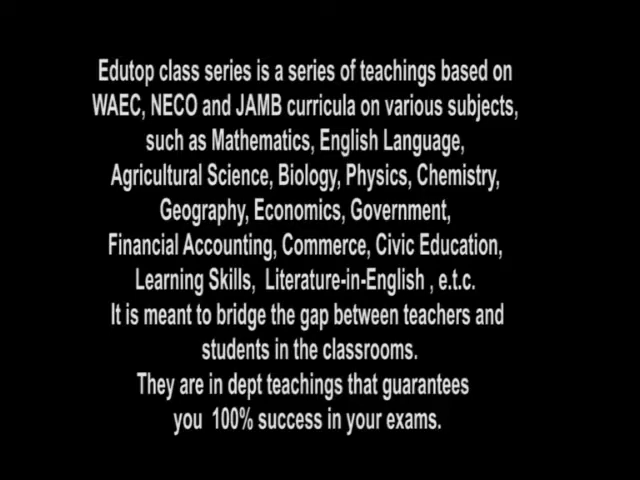 Edutop class series is a series of teachings based on
WAEC, NECO and JAMB curricula on various subjects,
such as Mathematics, English Language,
Agricultural Science, Biology, Physics, Chemistry,
Geography, Economics, Government,
Financial Accounting, Commerce, Civic Education,
Learning Skills,  Literature-in-English , e.t.c.
It is meant to bridge the gap between teachers and
students in the classrooms.
They are in dept teachings that guarantees
you  100% success in your exams.